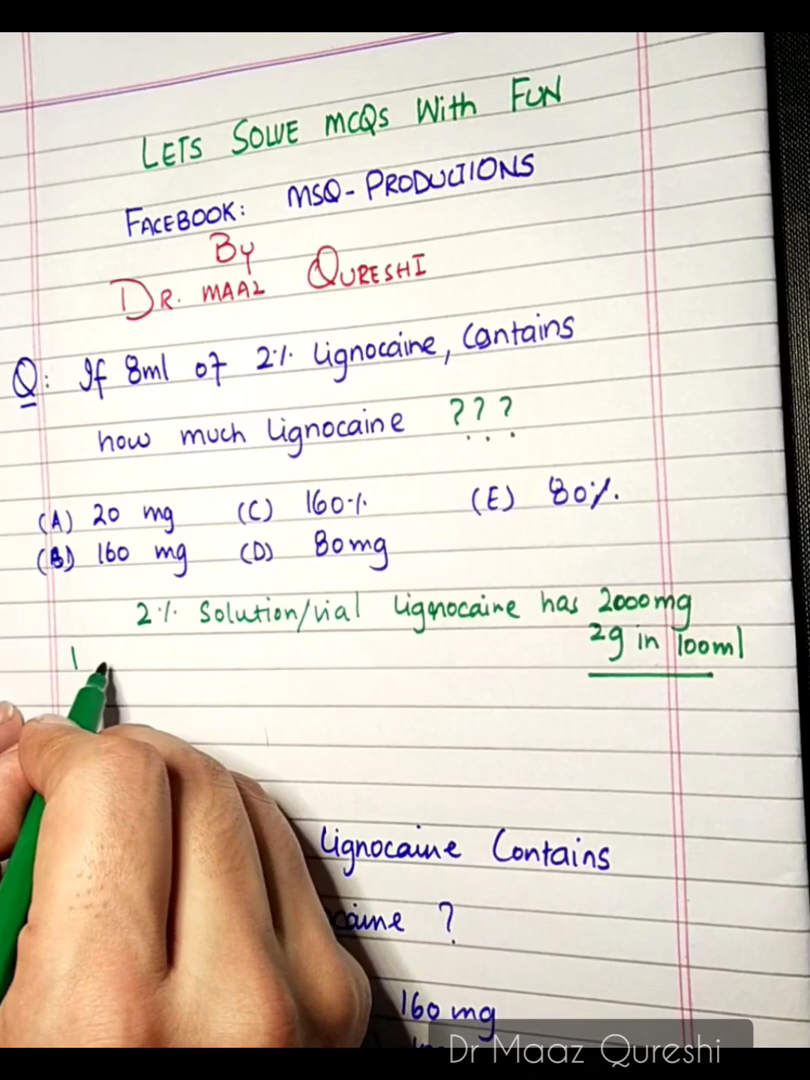 LETS SOLVE MCQs With FUN
FACEBOOK: MSQ-PRODUCTIONS
By
DR. MAAZ QURESHI
Q: If 8ml of 2% lignocaine, contains
how much lignocaine ???
(A) 20 mg (C) 160% (E) 80%.
(B) 160 mg (D) 80mg
2% Solution/vial lignocaine has 2000mg
2g in 100ml
1
lignocaine Contains
caine ?
160 mg
Dr Maaz Qureshi